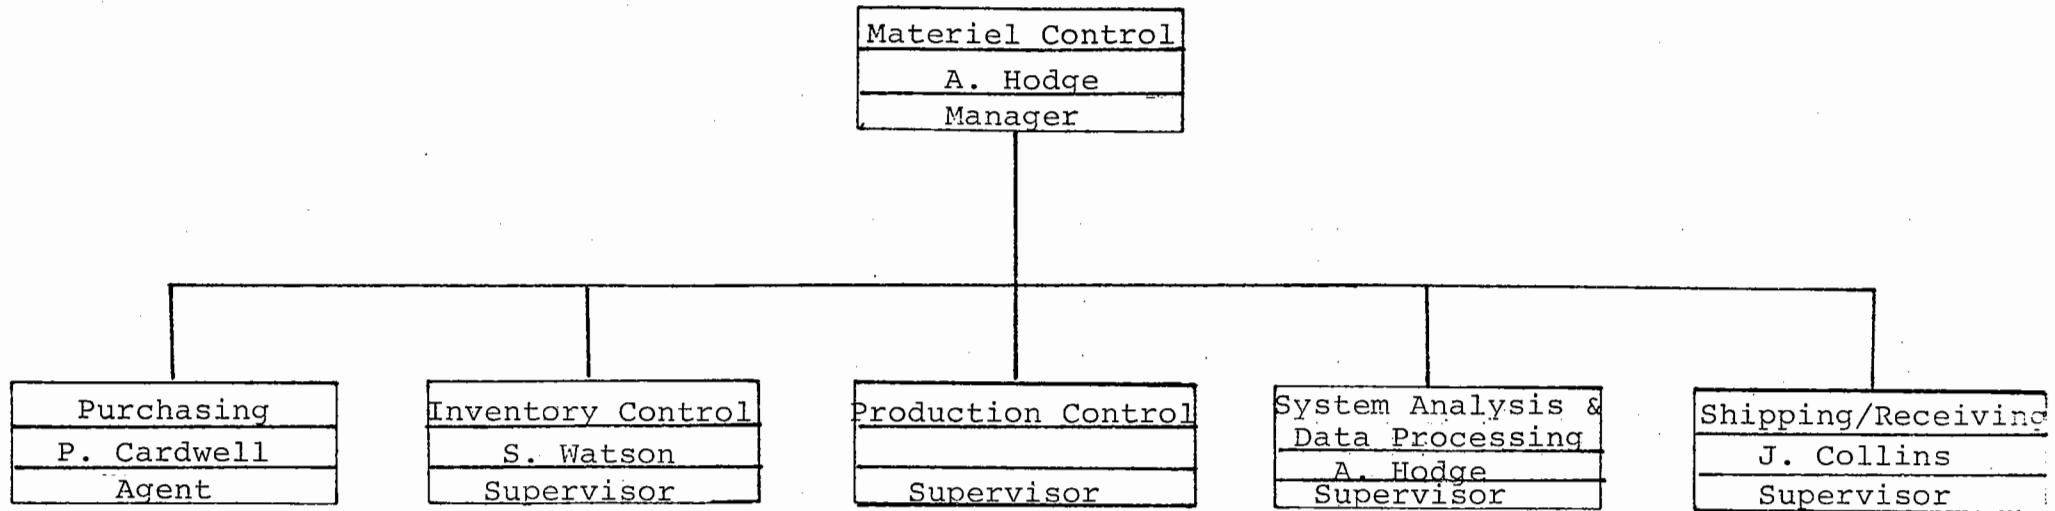 Materiel Control
A. Hodge
Manager
Purchasing
P. Cardwell
Agent
Inventory Control
S. Watson
Supervisor
Production Control
Supervisor
System Analysis &
Data Processing
A. Hodge
Supervisor
Shipping/Receiving
J. Collins
Supervisor